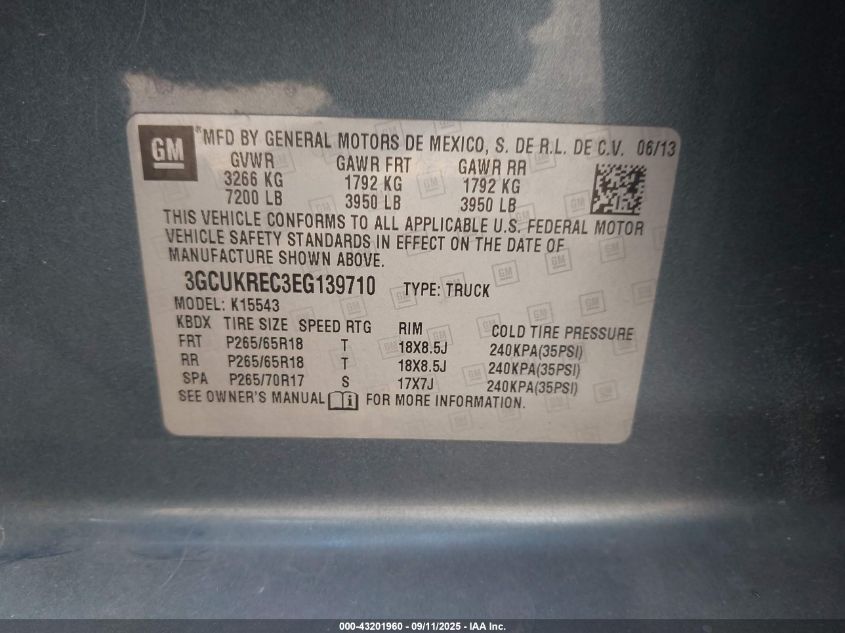 GM *MFD BY GENERAL MOTORS DE MEXICO, S. DE R.L. DE C.V. 06/13
GVWR GAWR FRT GAWR RR
3266 KG 1792 KG 1792 KG
7200 LB 3950 LB 3950 LB
THIS VEHICLE CONFORMS TO ALL APPLICABLE U.S. FEDERAL MOTOR
VEHICLE SAFETY STANDARDS IN EFFECT ON THE DATE OF
MANUFACTURE SHOWN ABOVE.
3GCUKREC3EG139710 TYPE: TRUCK
MODEL: K15543
KBDX TIRE SIZE SPEED RTG RIM COLD TIRE PRESSURE
FRT P265/65R18 T 18X8.5J 240KPA(35PSI)
RR P265/65R18 T 18X8.5J 240KPA(35PSI)
SPA P265/70R17 S 17X7J 240KPA(35PSI)
SEE OWNER'S MANUAL i FOR MORE INFORMATION.
000-43201960 - 09/11/2025 - IAA Inc.